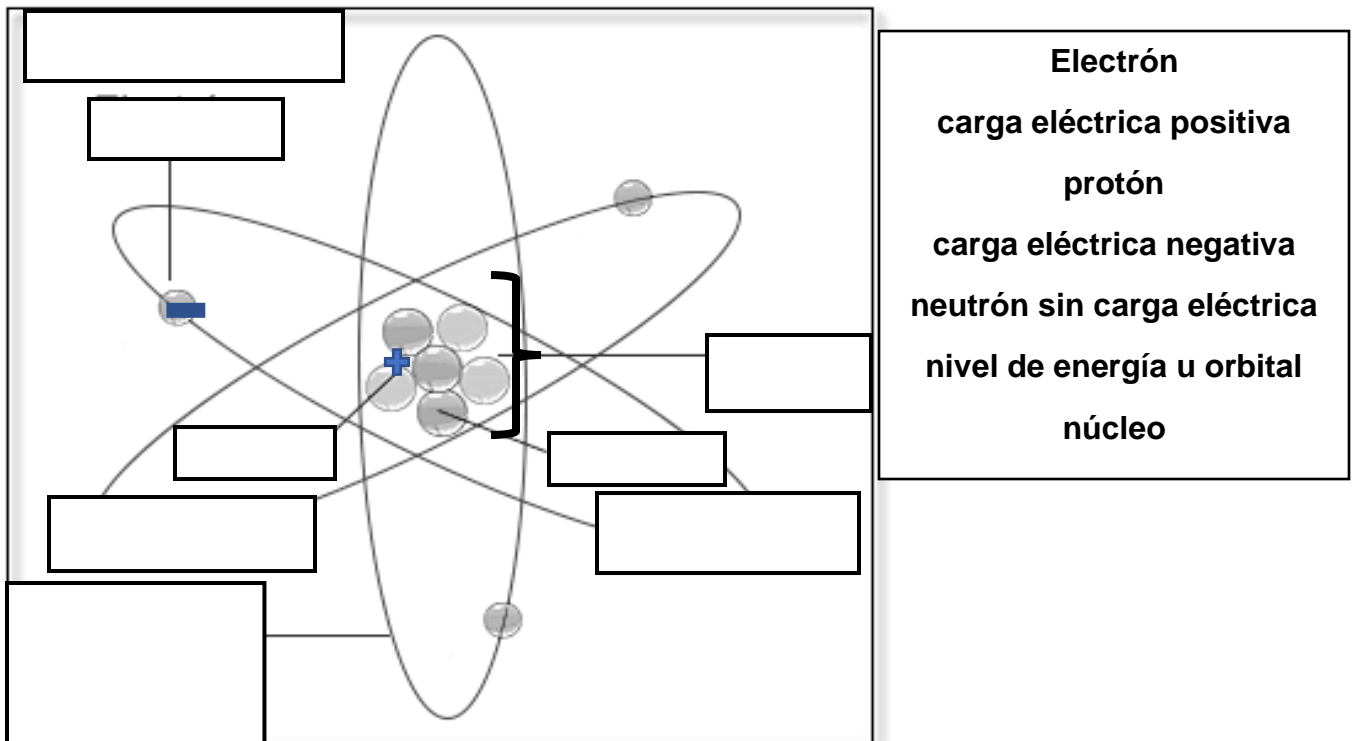 Electrón
carga eléctrica positiva
protón
carga eléctrica negativa
neutrón sin carga eléctrica
nivel de energía u orbital
núcleo